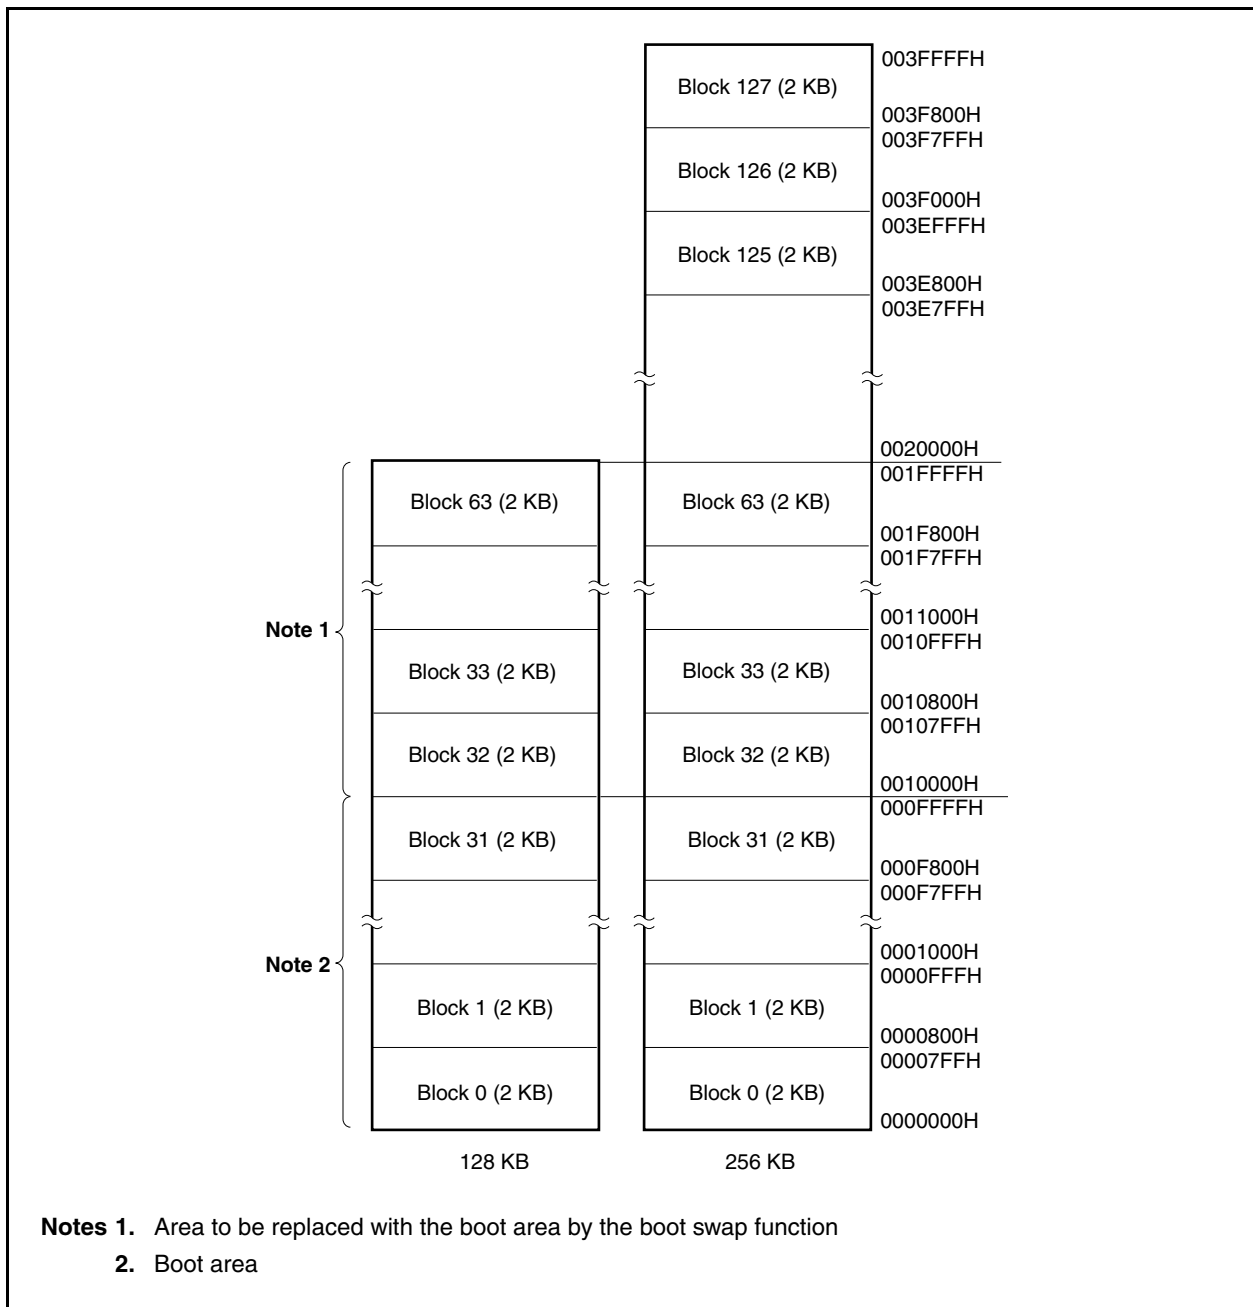 003FFFFH
Block 127 (2 KB)
003F800H
003F7FFH
Block 126 (2 KB)
003F000H
003EFFFH
Block 125 (2 KB)
003E800H
003E7FFH
0020000H
001FFFFH
Block 63 (2 KB) Block 63 (2 KB)
001F800H
001F7FFH
0011000H
Note 1
0010FFFH
Block 33 (2 KB) Block 33 (2 KB)
0010800H
00107FFH
Block 32 (2 KB) Block 32 (2 KB)
0010000H
000FFFFH
Block 31 (2 KB) Block 31 (2 KB)
000F800H
000F7FFH
0001000H
Note 2
0000FFFH
Block 1 (2 KB) Block 1 (2 KB)
0000800H
00007FFH
Block 0 (2 KB) Block 0 (2 KB)
0000000H
128 KB 256 KB
Notes 1. Area to be replaced with the boot area by the boot swap function
2. Boot area